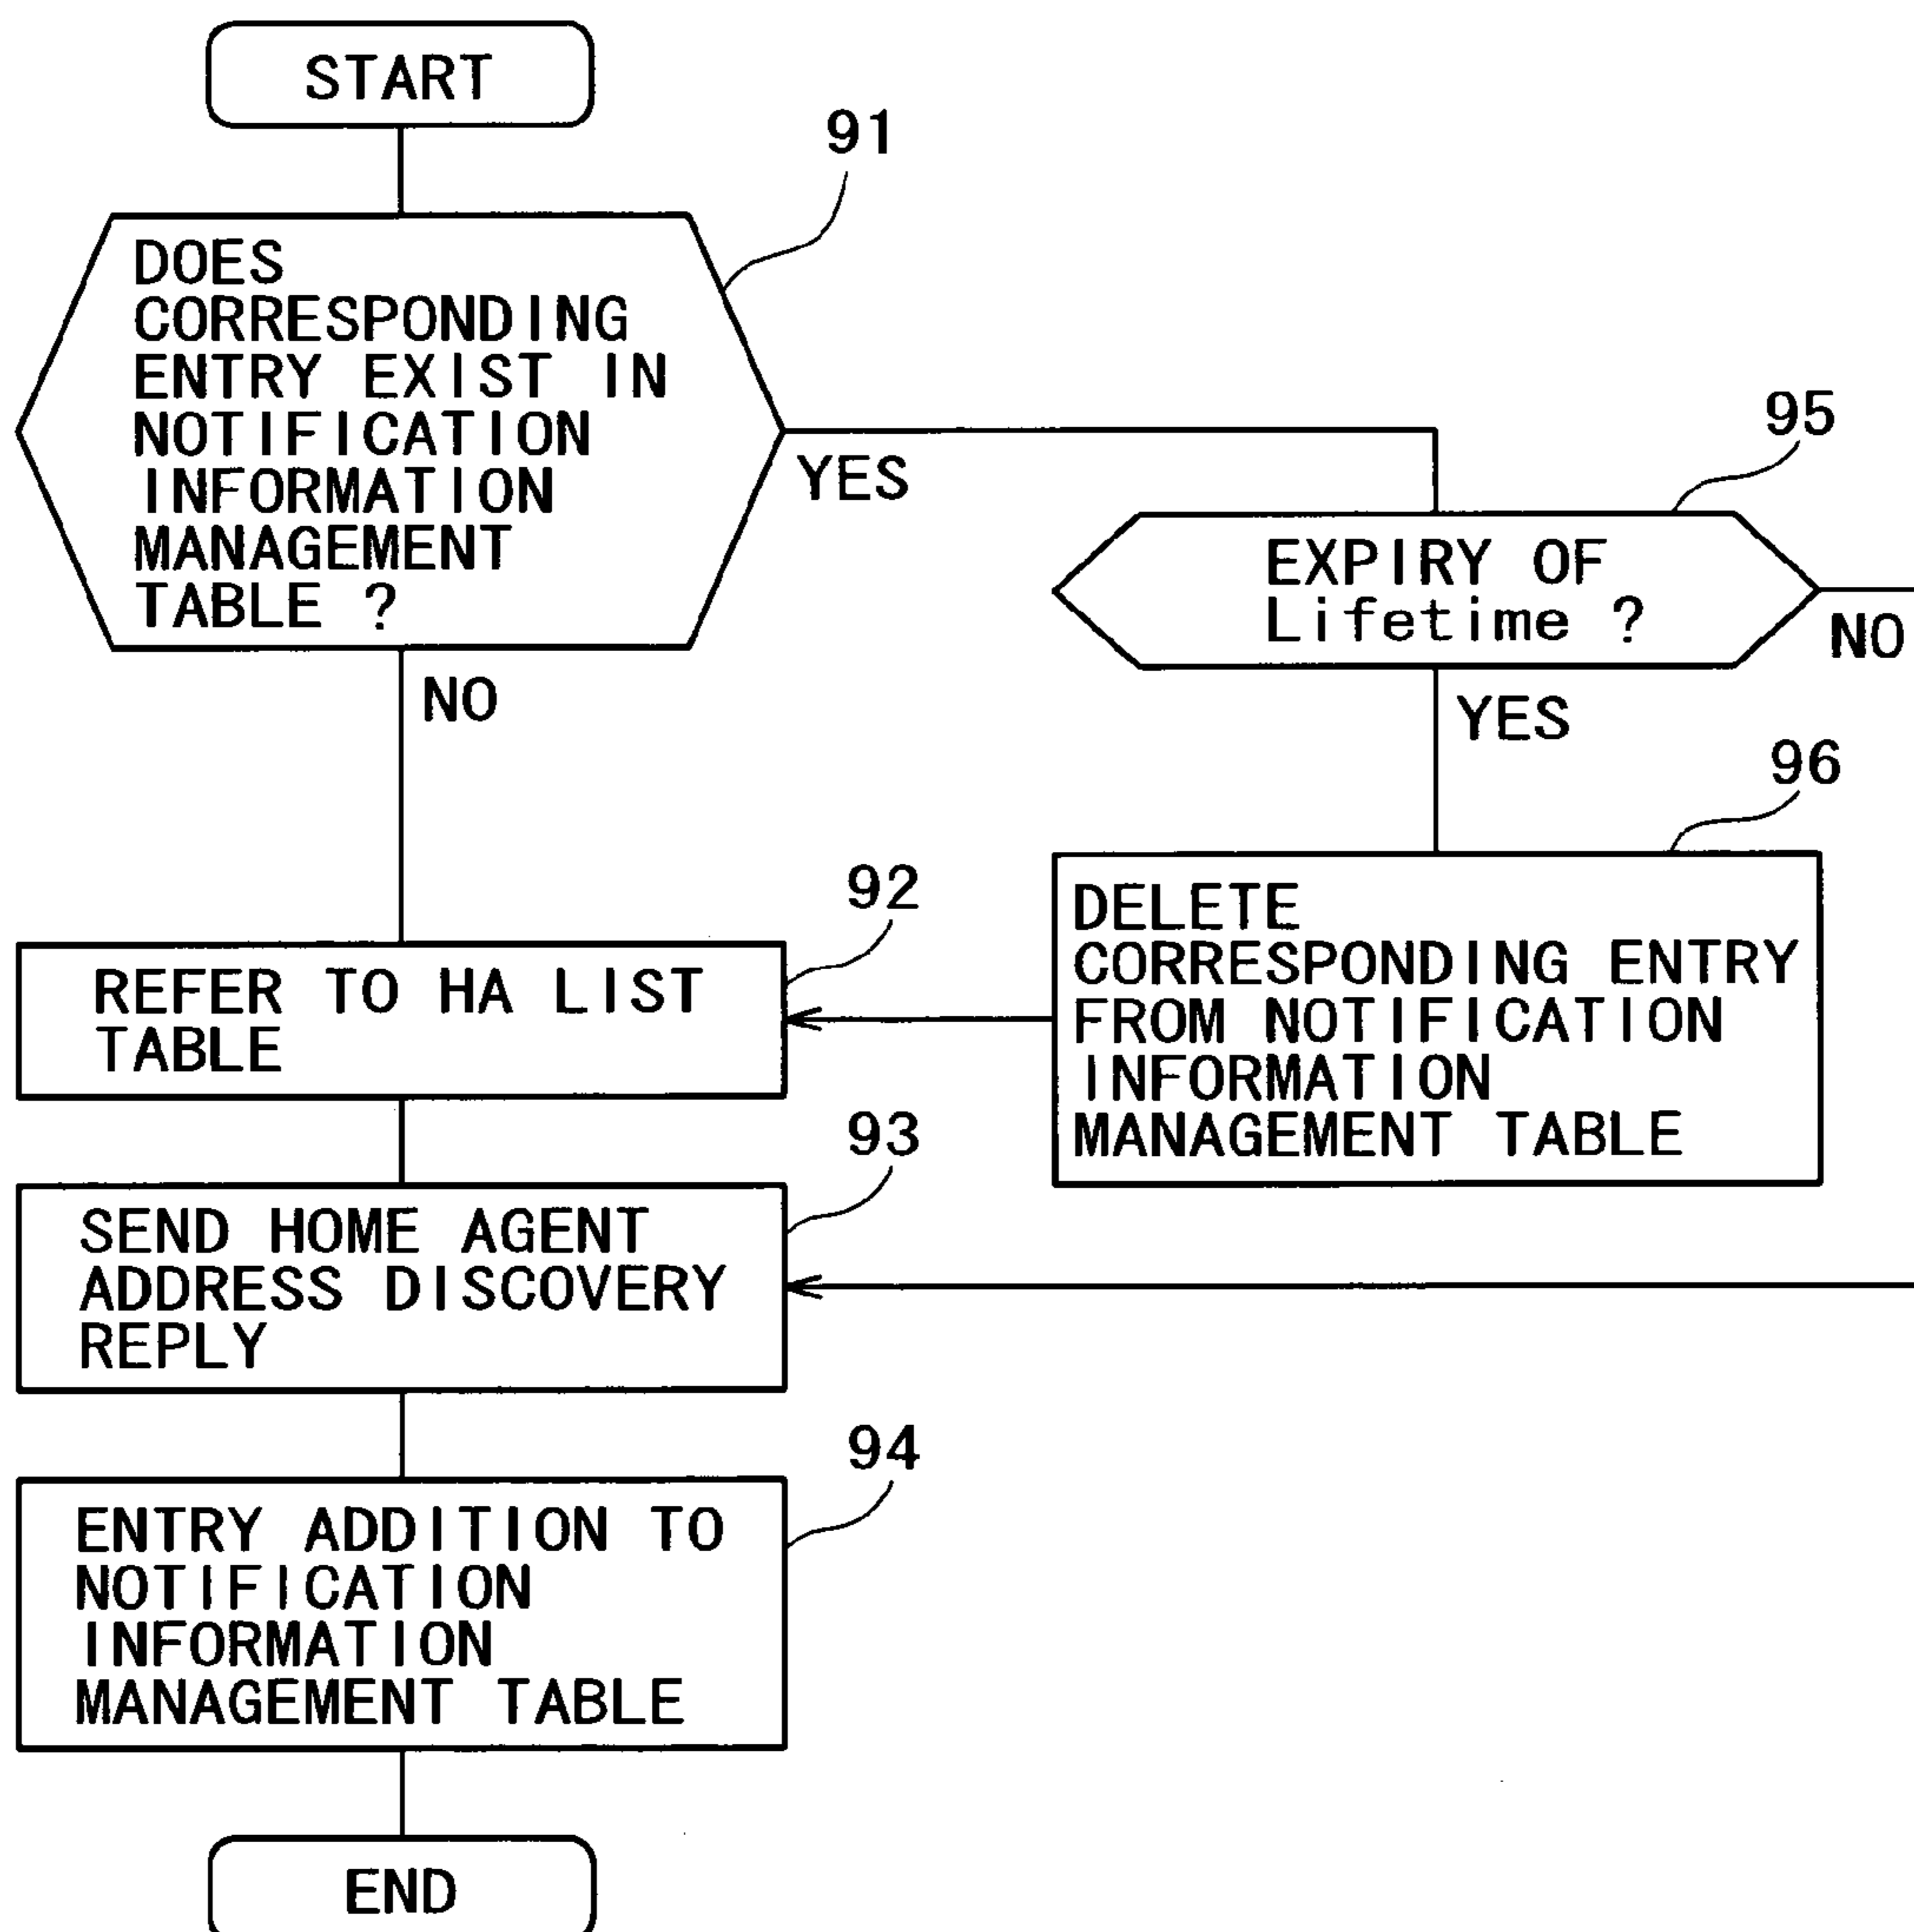 START
91
DOES
CORRESPONDING
ENTRY EXIST IN
NOTIFICATION
INFORMATION
MANAGEMENT
TABLE ?
YES
NO
95
EXPIRY OF
Lifetime ?
NO
YES
96
DELETE
CORRESPONDING ENTRY
FROM NOTIFICATION
INFORMATION
MANAGEMENT TABLE
92
REFER TO HA LIST
TABLE
93
SEND HOME AGENT
ADDRESS DISCOVERY
REPLY
94
ENTRY ADDITION TO
NOTIFICATION
INFORMATION
MANAGEMENT TABLE
END